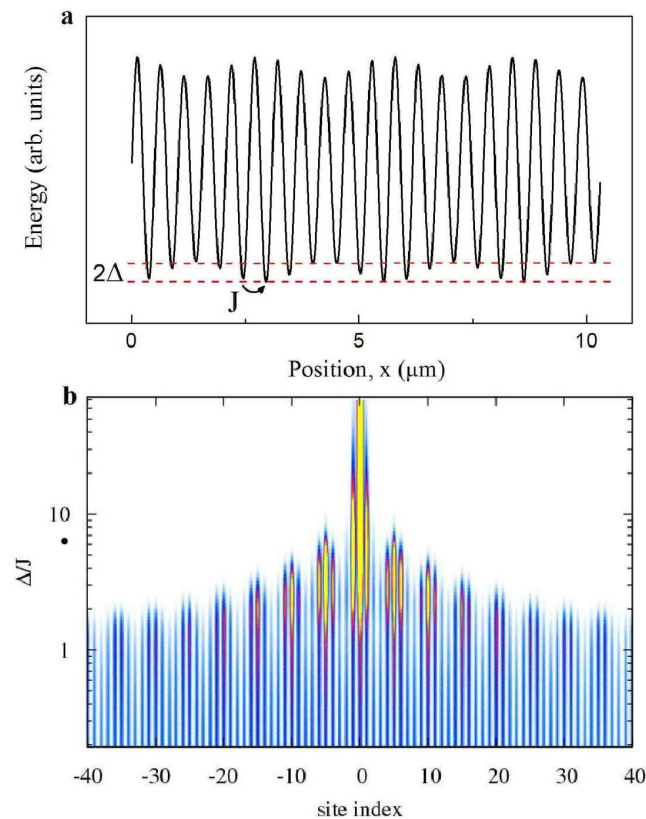 a
Energy (arb. units)
2Δ
J
0
5
10
Position, x (μm)
b
Δ/J
10
1
-40
-30
-20
-10
0
10
20
30
40
site index